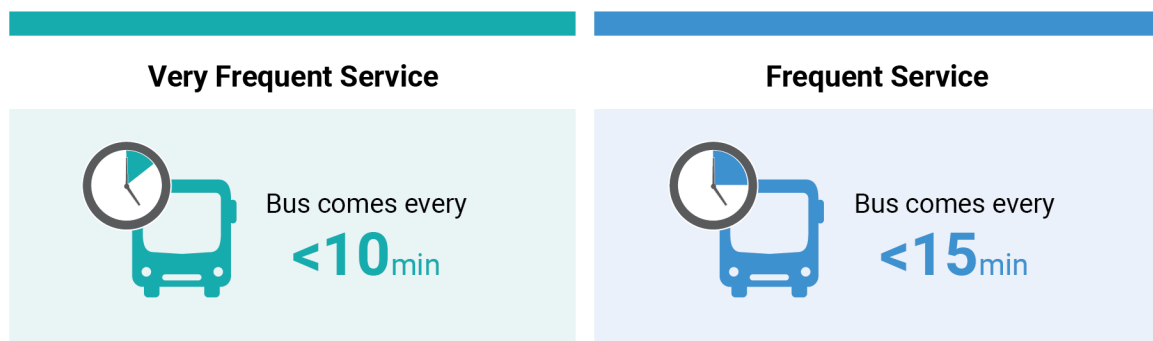 Very Frequent Service
Bus comes every
<10min
Frequent Service
Bus comes every
<15min